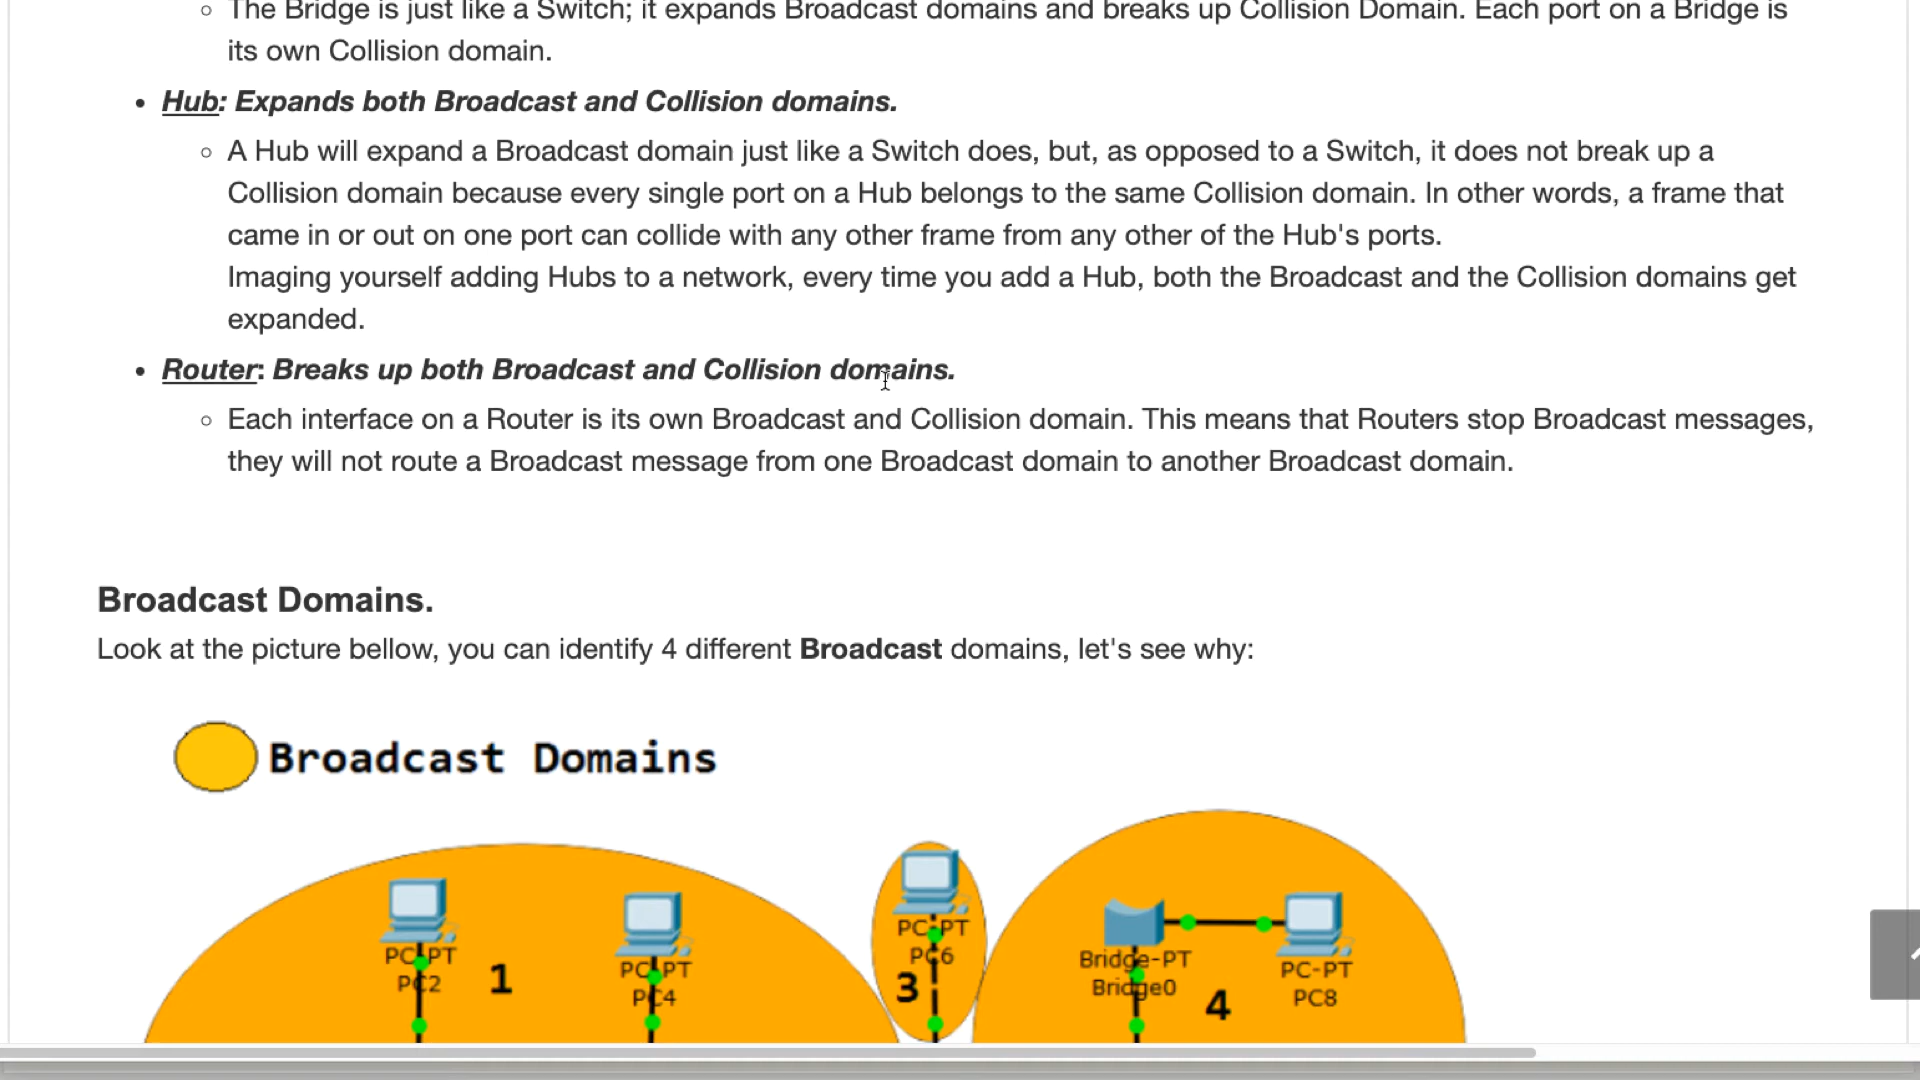 The Bridge is just like a Switch; it expands Broadcast domains and breaks up Collision Domain. Each port on a Bridge is
its own Collision domain.
Hub: Expands both Broadcast and Collision domains.
A Hub will expand a Broadcast domain just like a Switch does, but, as opposed to a Switch, it does not break up a
Collision domain because every single port on a Hub belongs to the same Collision domain. In other words, a frame that
came in or out on one port can collide with any other frame from any other of the Hub's ports.
Imaging yourself adding Hubs to a network, every time you add a Hub, both the Broadcast and the Collision domains get
expanded.
Router: Breaks up both Broadcast and Collision domains.
Each interface on a Router is its own Broadcast and Collision domain. This means that Routers stop Broadcast messages,
they will not route a Broadcast message from one Broadcast domain to another Broadcast domain.
Broadcast Domains.
Look at the picture bellow, you can identify 4 different Broadcast domains, let's see why:
Broadcast Domains
PC-PT
PC2
1
PC-PT
PC4
PC-PT
PC6
3
Bridge-PT
Bridge0
4
PC-PT
PC8